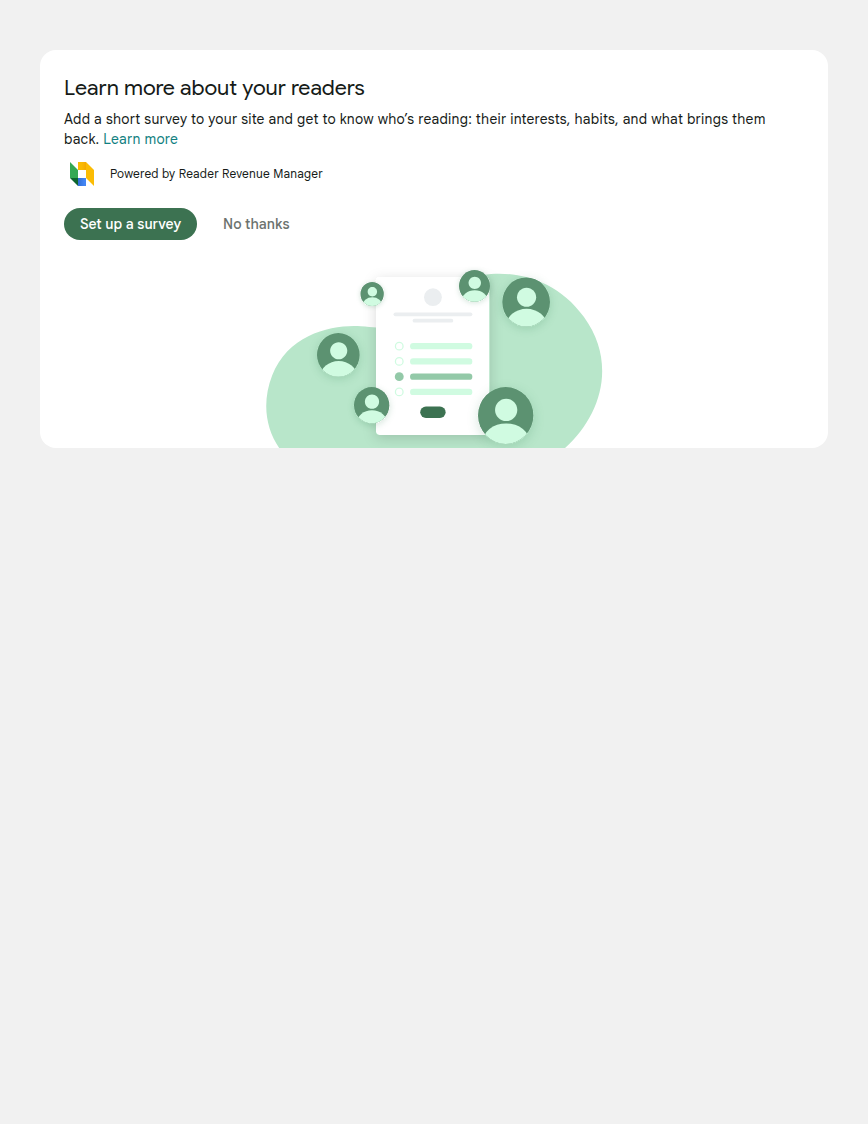 Learn more about your readers
Add a short survey to your site and get to know who’s reading: their interests, habits, and what brings them
back. Learn more
Powered by Reader Revenue Manager
Set up a survey
No thanks